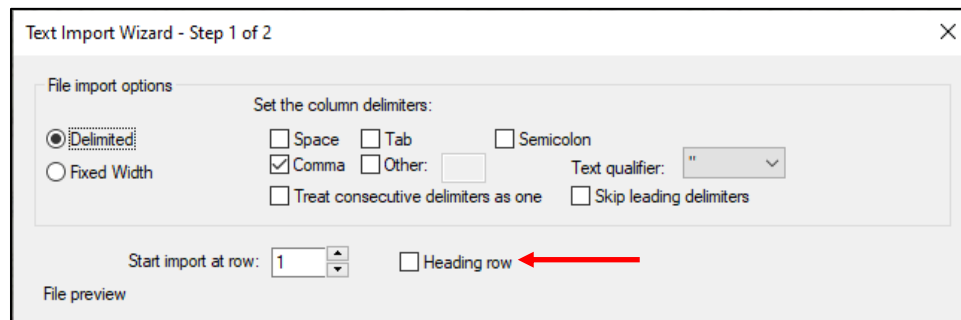 Text Import Wizard - Step 1 of 2
File import options
Set the column delimiters:
Delimited
Space Tab Semicolon
Fixed Width
Comma Other: Text qualifier: "
Treat consecutive delimiters as one Skip leading delimiters
Start import at row: 1 Heading row
File preview